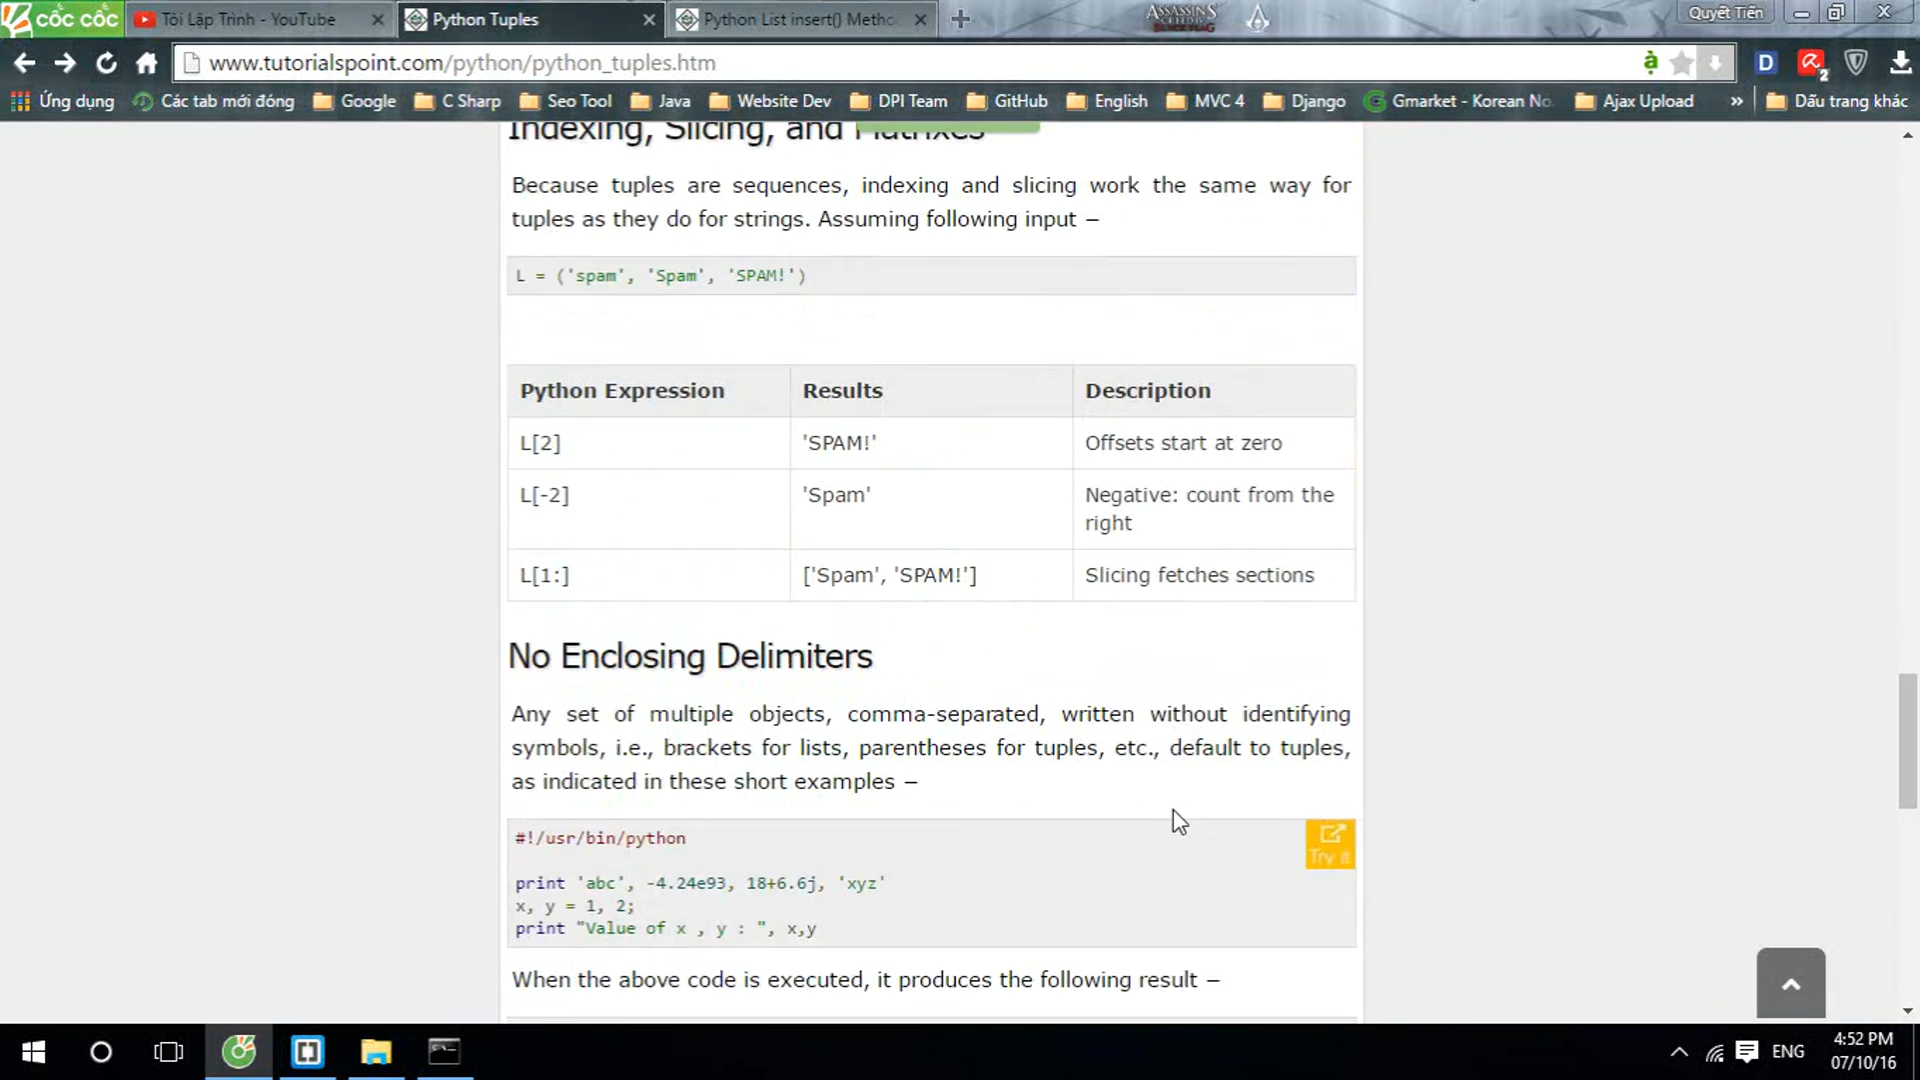 cốc cốc
Tôi Lập Trình - YouTube
Python Tuples
Python List insert() Metho
ASSASSIN'S
Quyết Tiến
www.tutorialspoint.com/python/python_tuples.htm
D
2
Ứng dụng
Các tab mới đóng
Google
C Sharp
Seo Tool
Java
Website Dev
DPI Team
GitHub
English
MVC 4
Django
Gmarket - Korean No.
Ajax Upload
»
Dấu trang khác
Indexing, Slicing, and Matrixes
Because tuples are sequences, indexing and slicing work the same way for
tuples as they do for strings. Assuming following input −
L = ('spam', 'Spam', 'SPAM!')
Python Expression
Results
Description
L[2]
'SPAM!'
Offsets start at zero
L[-2]
'Spam'
Negative: count from the
right
L[1:]
['Spam', 'SPAM!']
Slicing fetches sections
No Enclosing Delimiters
Any set of multiple objects, comma-separated, written without identifying
symbols, i.e., brackets for lists, parentheses for tuples, etc., default to tuples,
as indicated in these short examples −
#!/usr/bin/python
Try it
print 'abc', -4.24e93, 18+6.6j, 'xyz'
x, y = 1, 2;
print "Value of x , y : ", x,y
When the above code is executed, it produces the following result −
ENG
4:52 PM
07/10/16